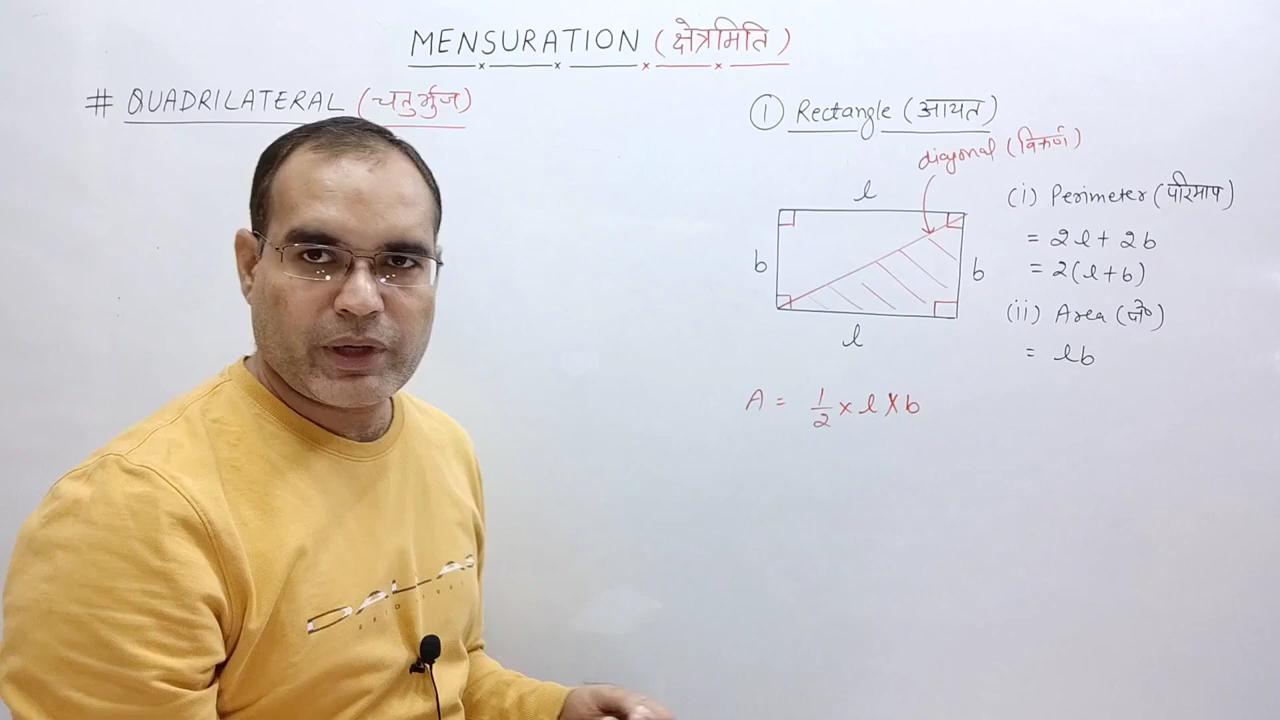 MENSURATION (क्षेत्रमिति)
# QUADRILATERAL (चतुर्भुज)
① Rectangle (आयत)
diagonal (विकर्ण)
l
b
b
l
(i) Perimeter (परिमाप)
= 2l + 2b
= 2(l+b)
(ii) Area (क्षे०)
= lb
A = 1/2 × l × b
DALLAS